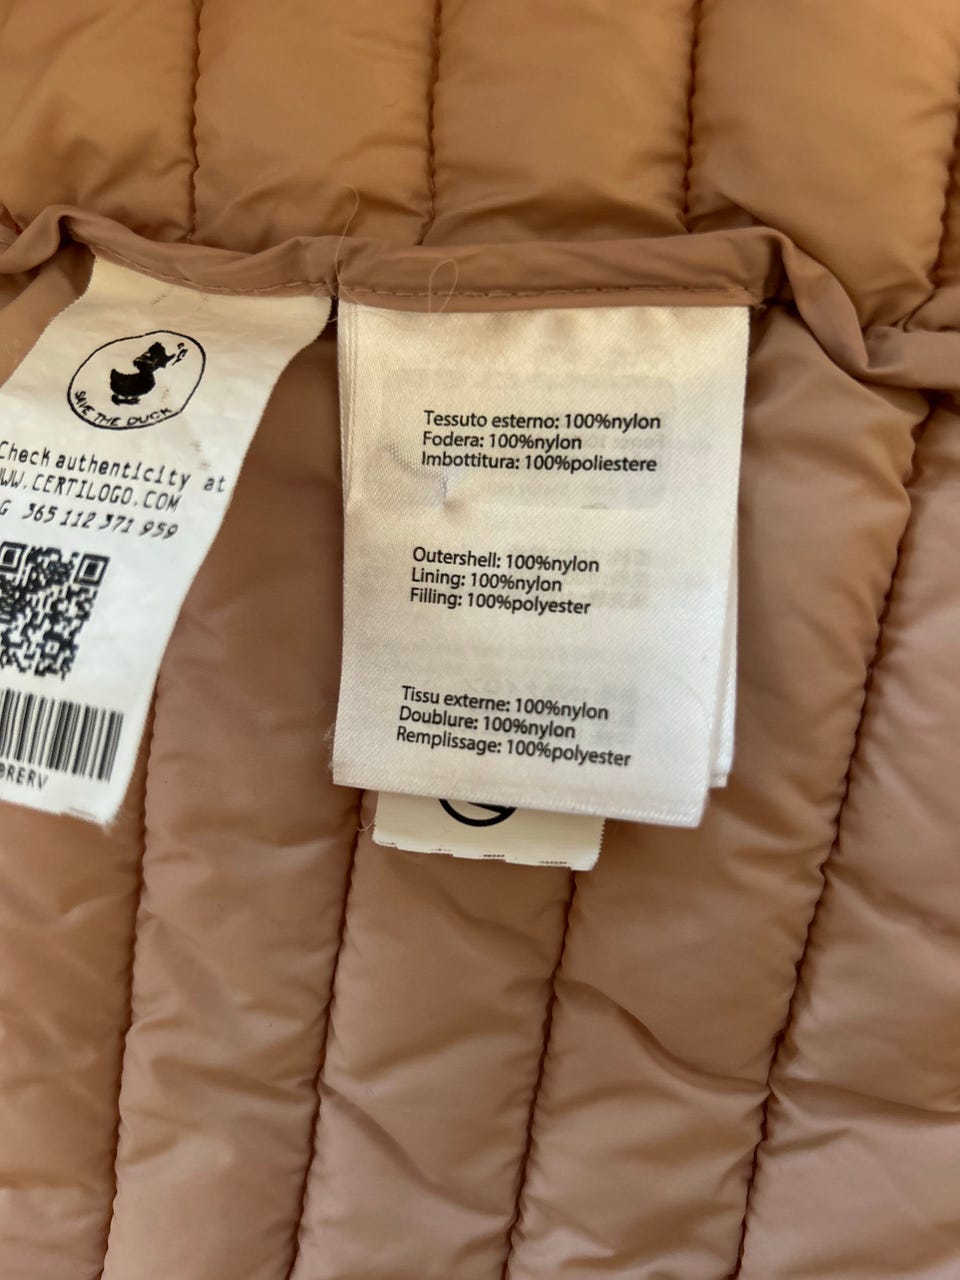 SAVE THE DUCK
Check authenticity at
WW.CERTILOGO.COM
G 365 112 371 959
Tessuto esterno: 100%nylon
Fodera: 100%nylon
Imbottitura: 100%poliestere
Outershell: 100%nylon
Lining: 100%nylon
Filling: 100%polyester
Tissu externe: 100%nylon
Doublure: 100%nylon
Remplissage: 100%polyester